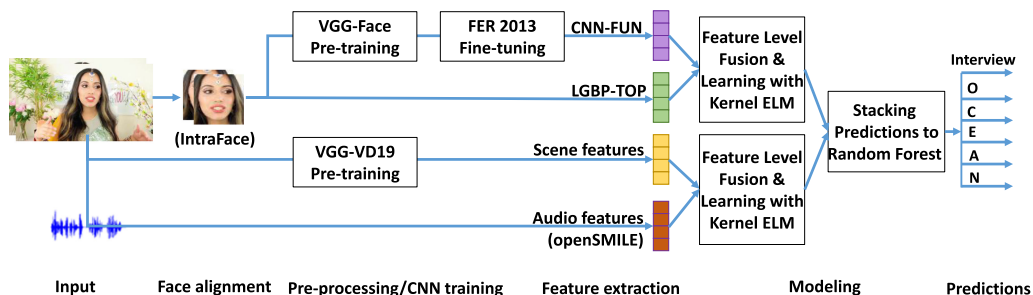 VGG-Face
Pre-training
FER 2013
Fine-tuning
CNN-FUN
LGBP-TOP
(IntraFace)
VGG-VD19
Pre-training
Scene features
Audio features
(openSMILE)
Feature Level
Fusion &
Learning with
Kernel ELM
Feature Level
Fusion &
Learning with
Kernel ELM
Stacking
Predictions to
Random Forest
Interview
O
C
E
A
N
Input
Face alignment
Pre-processing/CNN training
Feature extraction
Modeling
Predictions